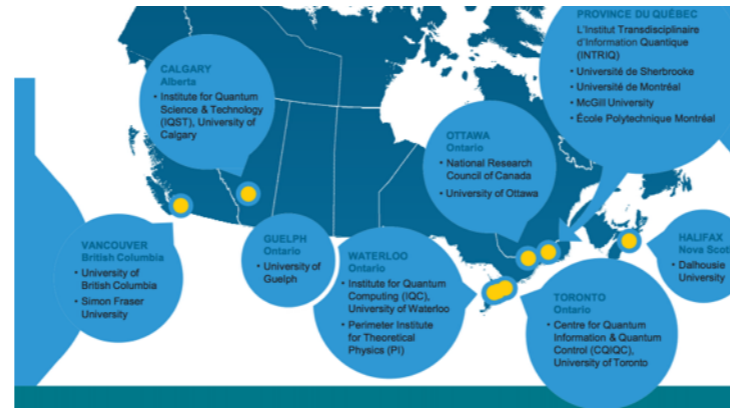 PROVINCE DU QUÉBEC
L'Institut Transdisciplinaire
d'Information Quantique
(INTRIQ)
• Université de Sherbrooke
• Université de Montréal
• McGill University
• École Polytechnique Montréal
CALGARY
Alberta
• Institute for Quantum
Science & Technology
(IQST), University of
Calgary
OTTAWA
Ontario
• National Research
Council of Canada
• University of Ottawa
VANCOUVER
British Columbia
• University of
British Columbia
• Simon Fraser
University
GUELPH
Ontario
• University of
Guelph
WATERLOO
Ontario
• Institute for Quantum
Computing (IQC),
University of Waterloo
• Perimeter Institute
for Theoretical
Physics (PI)
TORONTO
Ontario
• Centre for Quantum
Information & Quantum
Control (CQIQC),
University of Toronto
HALIFAX
Nova Scot
• Dalhousie
University